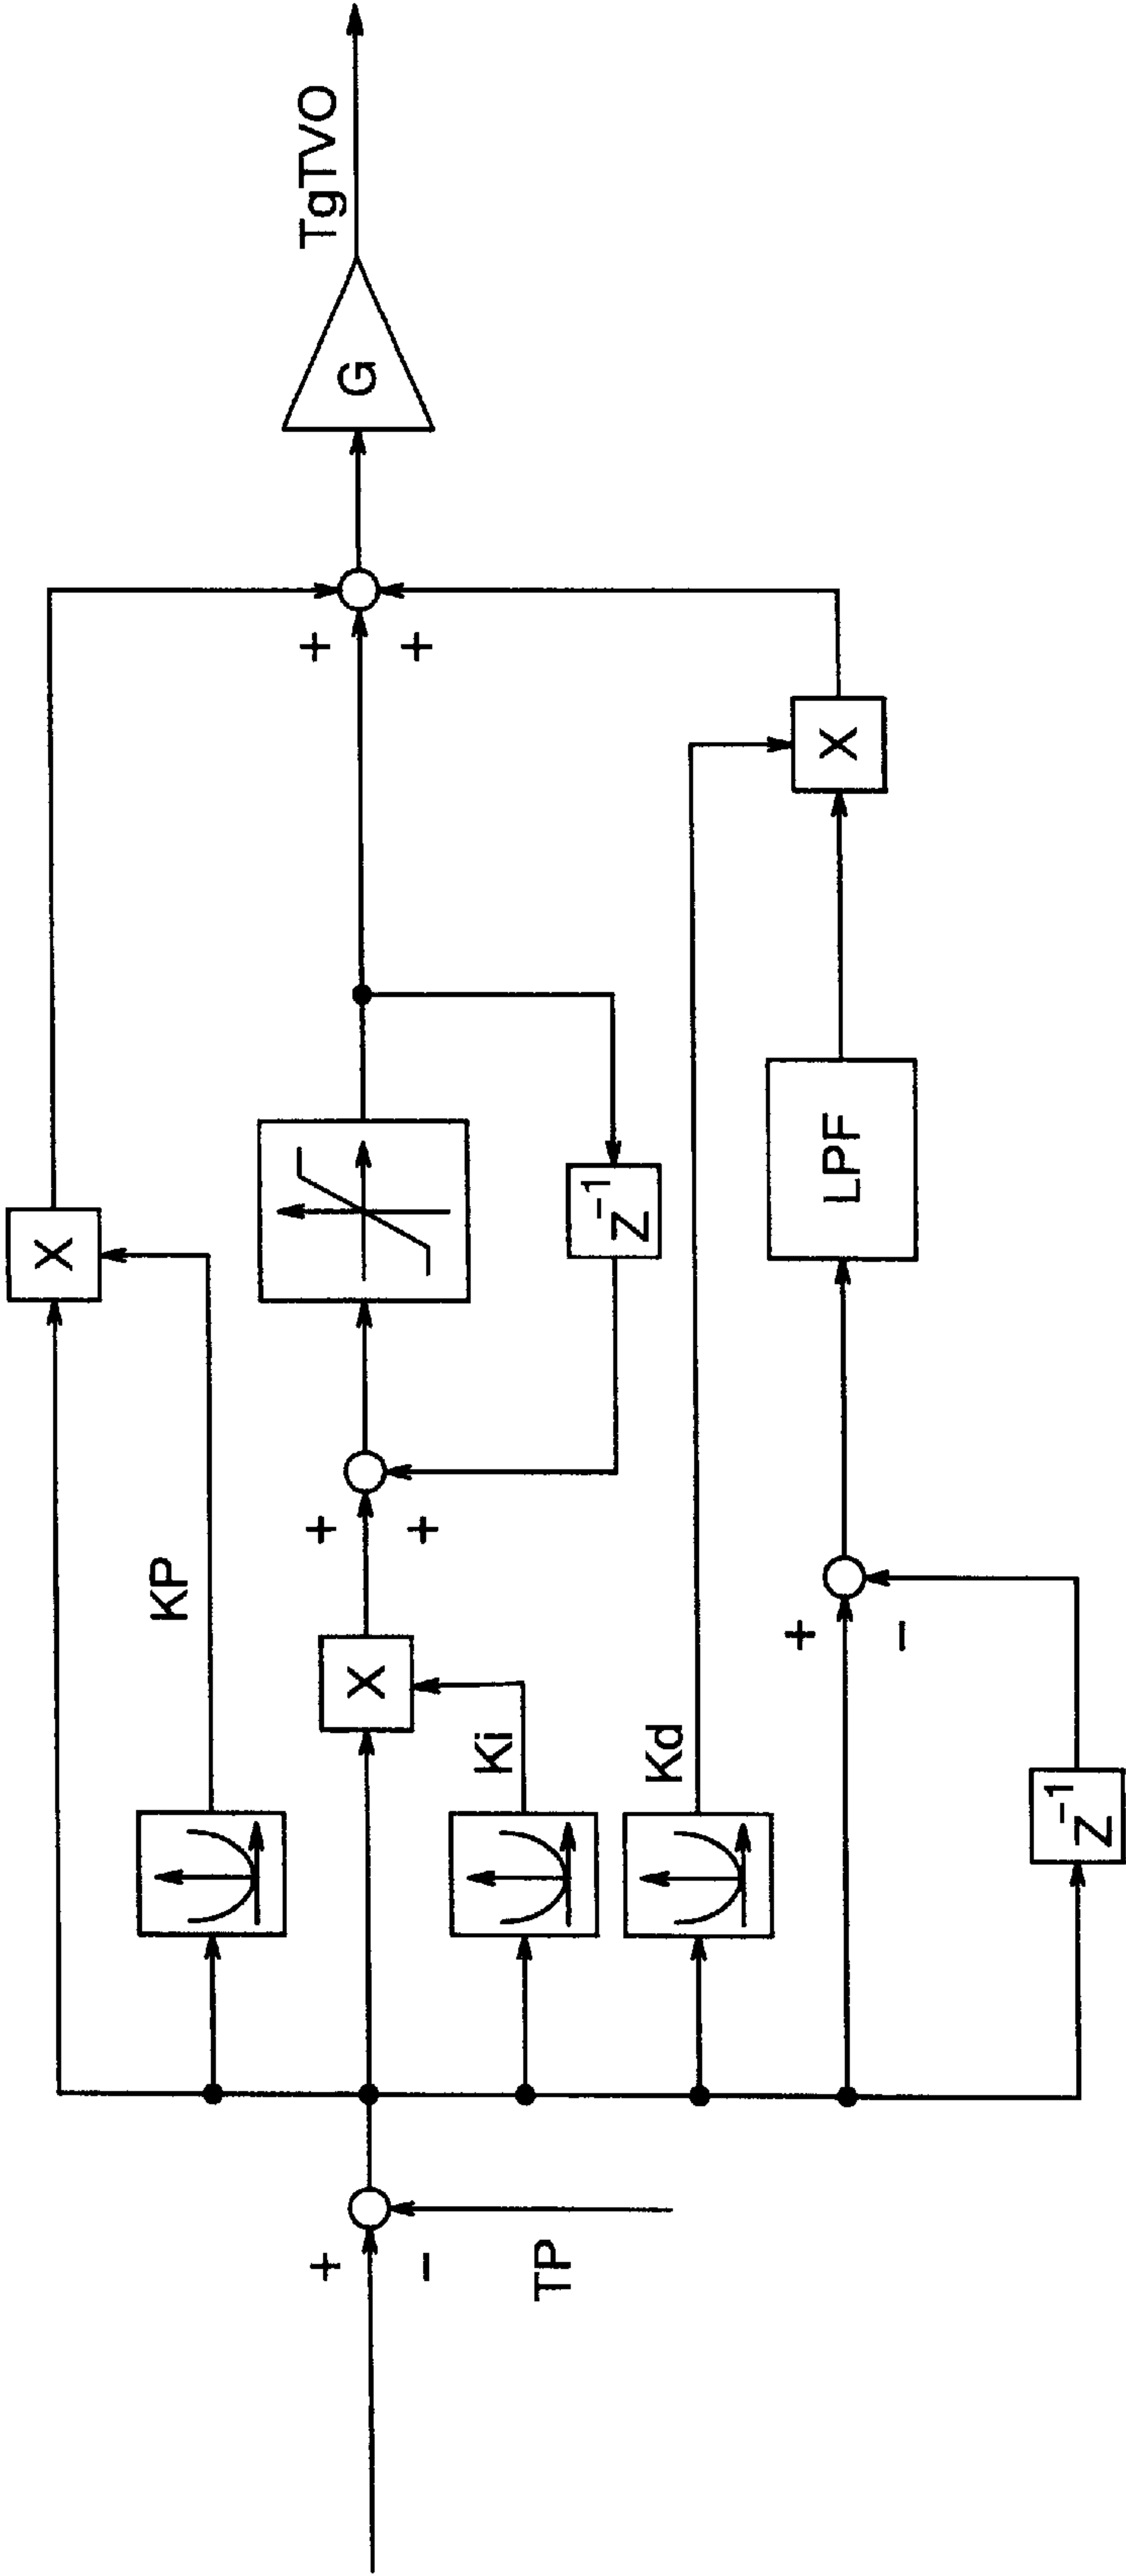 X
KP
+
−
TP
X
+
+
Ki
Z⁻¹
+
+
G
TgTVO
Kd
+
−
LPF
X
Z⁻¹